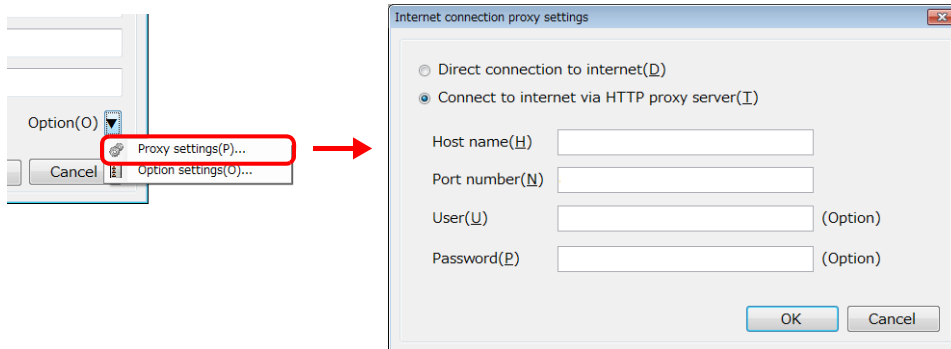 Option(O)
Proxy settings(P)...
Option settings(O)...
Cancel
Internet connection proxy settings
Direct connection to internet(D)
Connect to internet via HTTP proxy server(T)
Host name(H)
Port number(N)
User(U) (Option)
Password(P) (Option)
OK Cancel